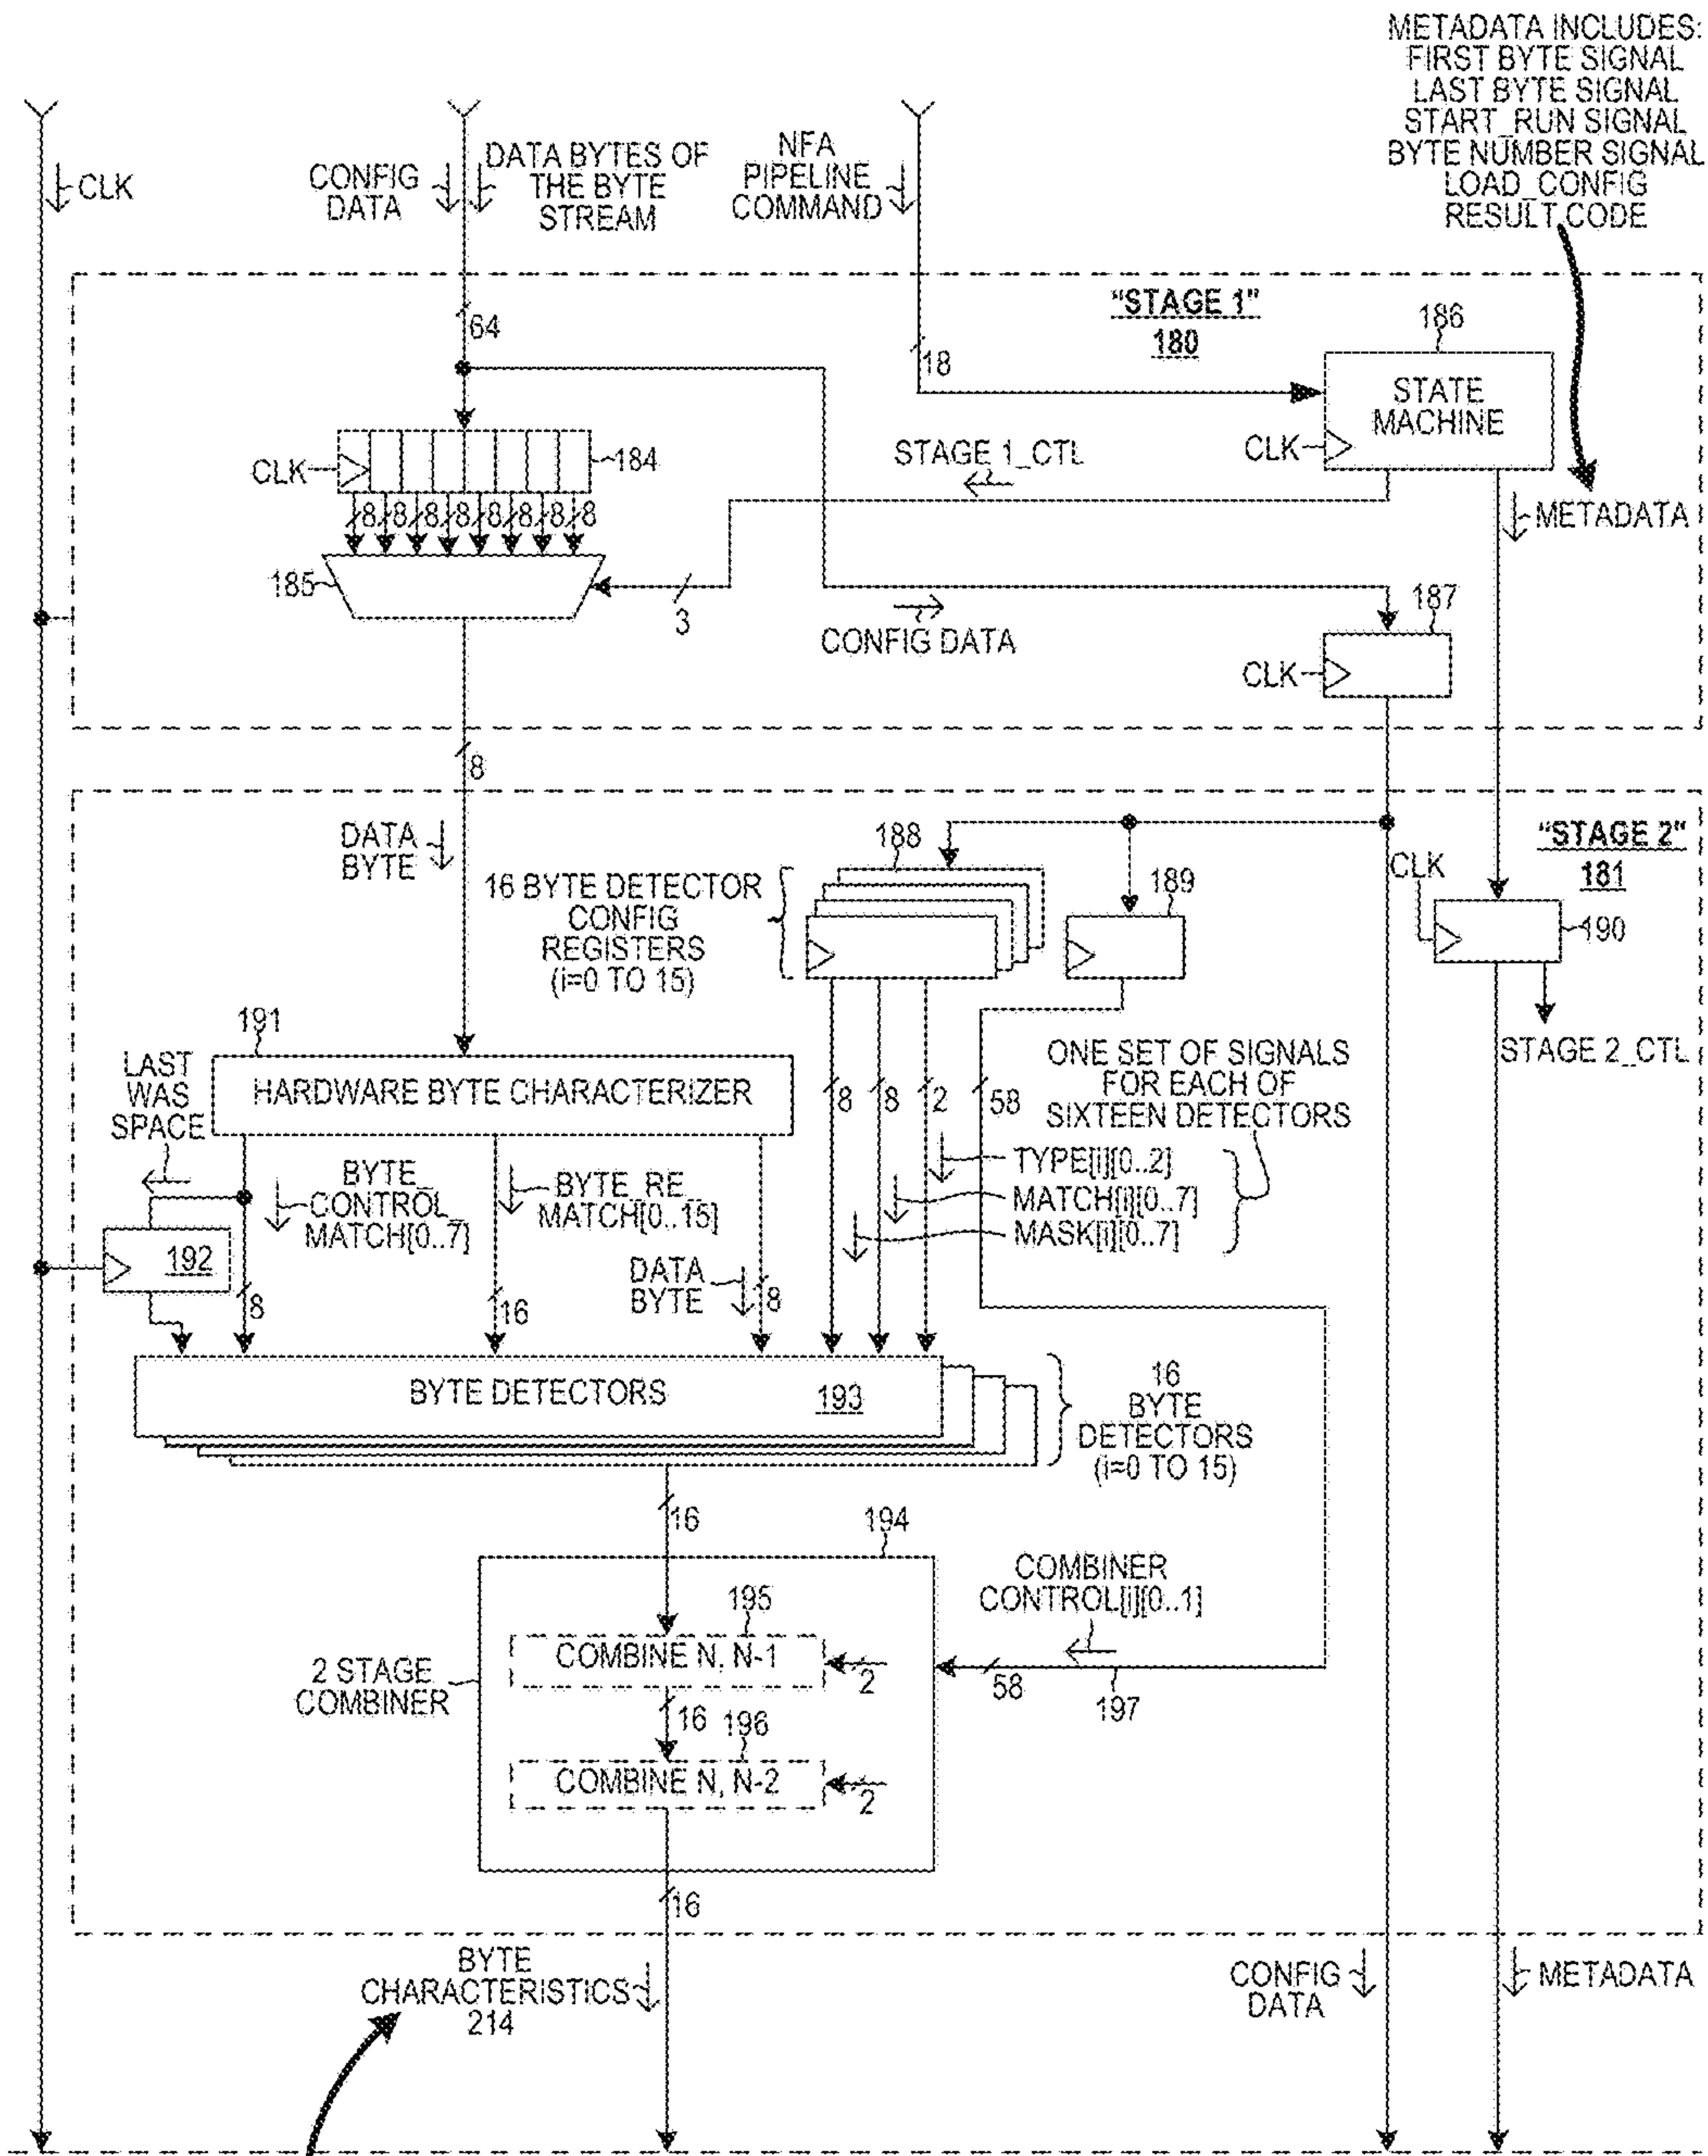 METADATA INCLUDES:
FIRST BYTE SIGNAL
LAST BYTE SIGNAL
START_RUN SIGNAL
BYTE NUMBER SIGNAL
LOAD_CONFIG
RESULT CODE
CLK
CONFIG
DATA
DATA BYTES OF
THE BYTE
STREAM
NFA
PIPELINE
COMMAND
"STAGE 1"
180
64
18
186
STATE
MACHINE
CLK
184
CLK
STAGE 1_CTL
METADATA
8 8 8 8 8 8 8 8
185
3
CONFIG DATA
187
CLK
8
DATA
BYTE
188
16 BYTE DETECTOR
CONFIG
REGISTERS
(i=0 TO 15)
189
CLK
"STAGE 2"
181
190
STAGE 2_CTL
191
HARDWARE BYTE CHARACTERIZER
LAST
WAS
SPACE
8 8 2 58
ONE SET OF SIGNALS
FOR EACH OF
SIXTEEN DETECTORS
BYTE_
CONTROL_
MATCH[0..7]
BYTE_RE_
MATCH[0..15]
TYPE[i][0..2]
MATCH[i][0..7]
MASK[i][0..7]
192
8
16
DATA
BYTE
8
BYTE DETECTORS 193
16
BYTE
DETECTORS
(i=0 TO 15)
16
194
COMBINER
CONTROL[i][0..1]
195
COMBINE N, N-1
2
58
197
2 STAGE
COMBINER
16
196
COMBINE N, N-2
2
16
BYTE
CHARACTERISTICS
214
CONFIG
DATA
METADATA